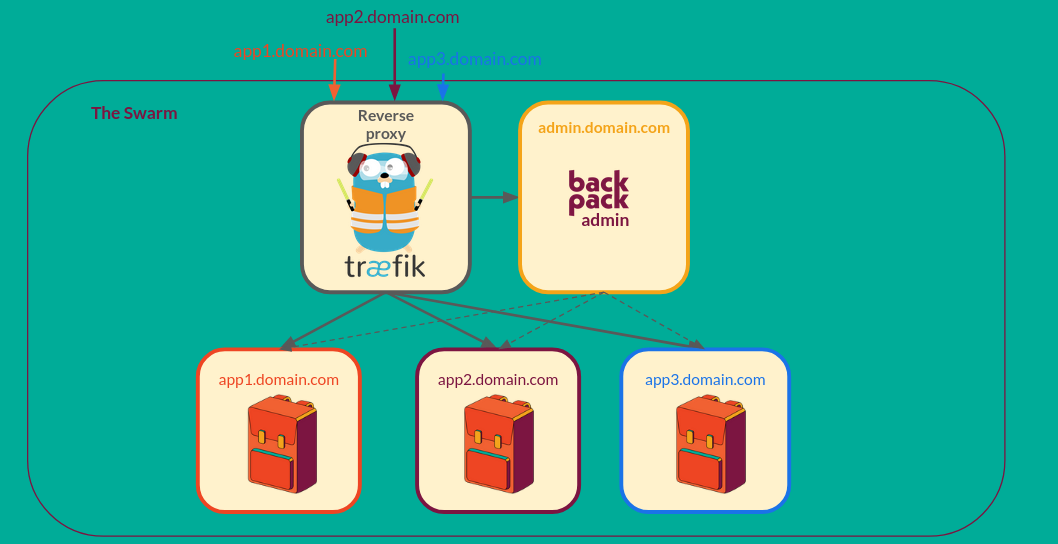 app2.domain.com
app1.domain.com
app3.domain.com
The Swarm
Reverse
proxy
træfik
admin.domain.com
back
pack
admin
app1.domain.com
app2.domain.com
app3.domain.com